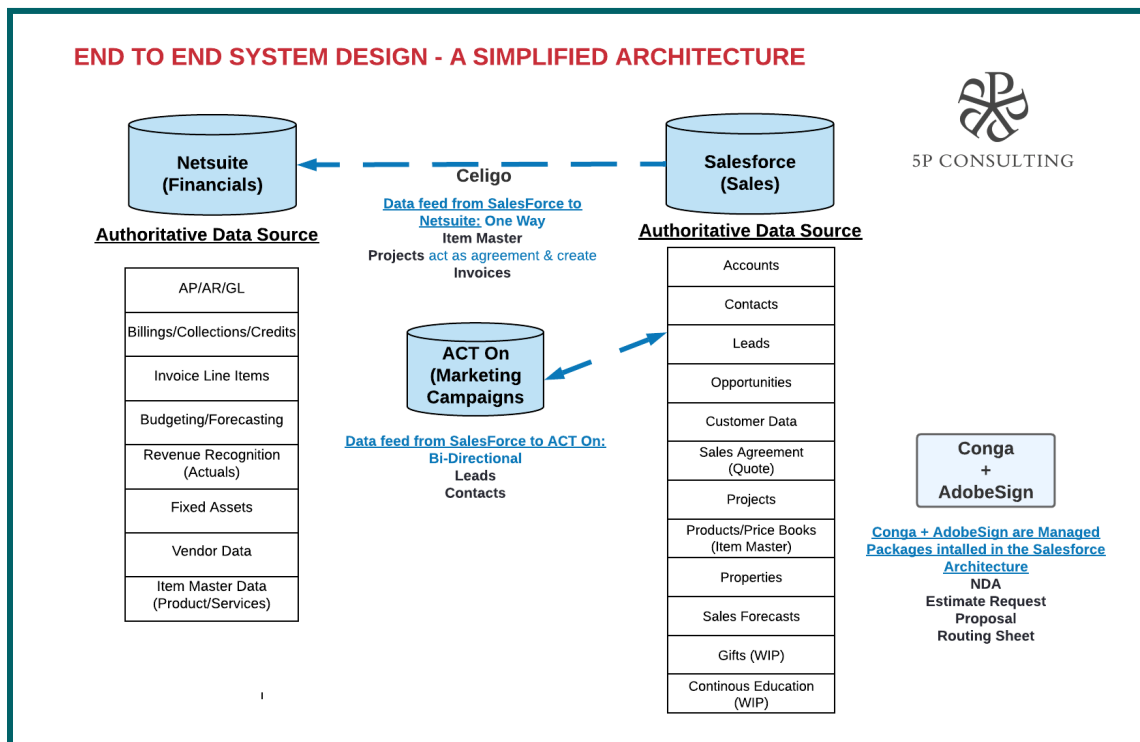 END TO END SYSTEM DESIGN - A SIMPLIFIED ARCHITECTURE
5P CONSULTING
Netsuite
(Financials)
Authoritative Data Source
AP/AR/GL
Billings/Collections/Credits
Invoice Line Items
Budgeting/Forecasting
Revenue Recognition
(Actuals)
Fixed Assets
Vendor Data
Item Master Data
(Product/Services)
Celigo
Data feed from SalesForce to
Netsuite: One Way
Item Master
Projects act as agreement & create
Invoices
ACT On
(Marketing
Campaigns
Data feed from SalesForce to ACT On:
Bi-Directional
Leads
Contacts
Salesforce
(Sales)
Authoritative Data Source
Accounts
Contacts
Leads
Opportunities
Customer Data
Sales Agreement
(Quote)
Projects
Products/Price Books
(Item Master)
Properties
Sales Forecasts
Gifts (WIP)
Continous Education
(WIP)
Conga
+
AdobeSign
Conga + AdobeSign are Managed
Packages intalled in the Salesforce
Architecture
NDA
Estimate Request
Proposal
Routing Sheet